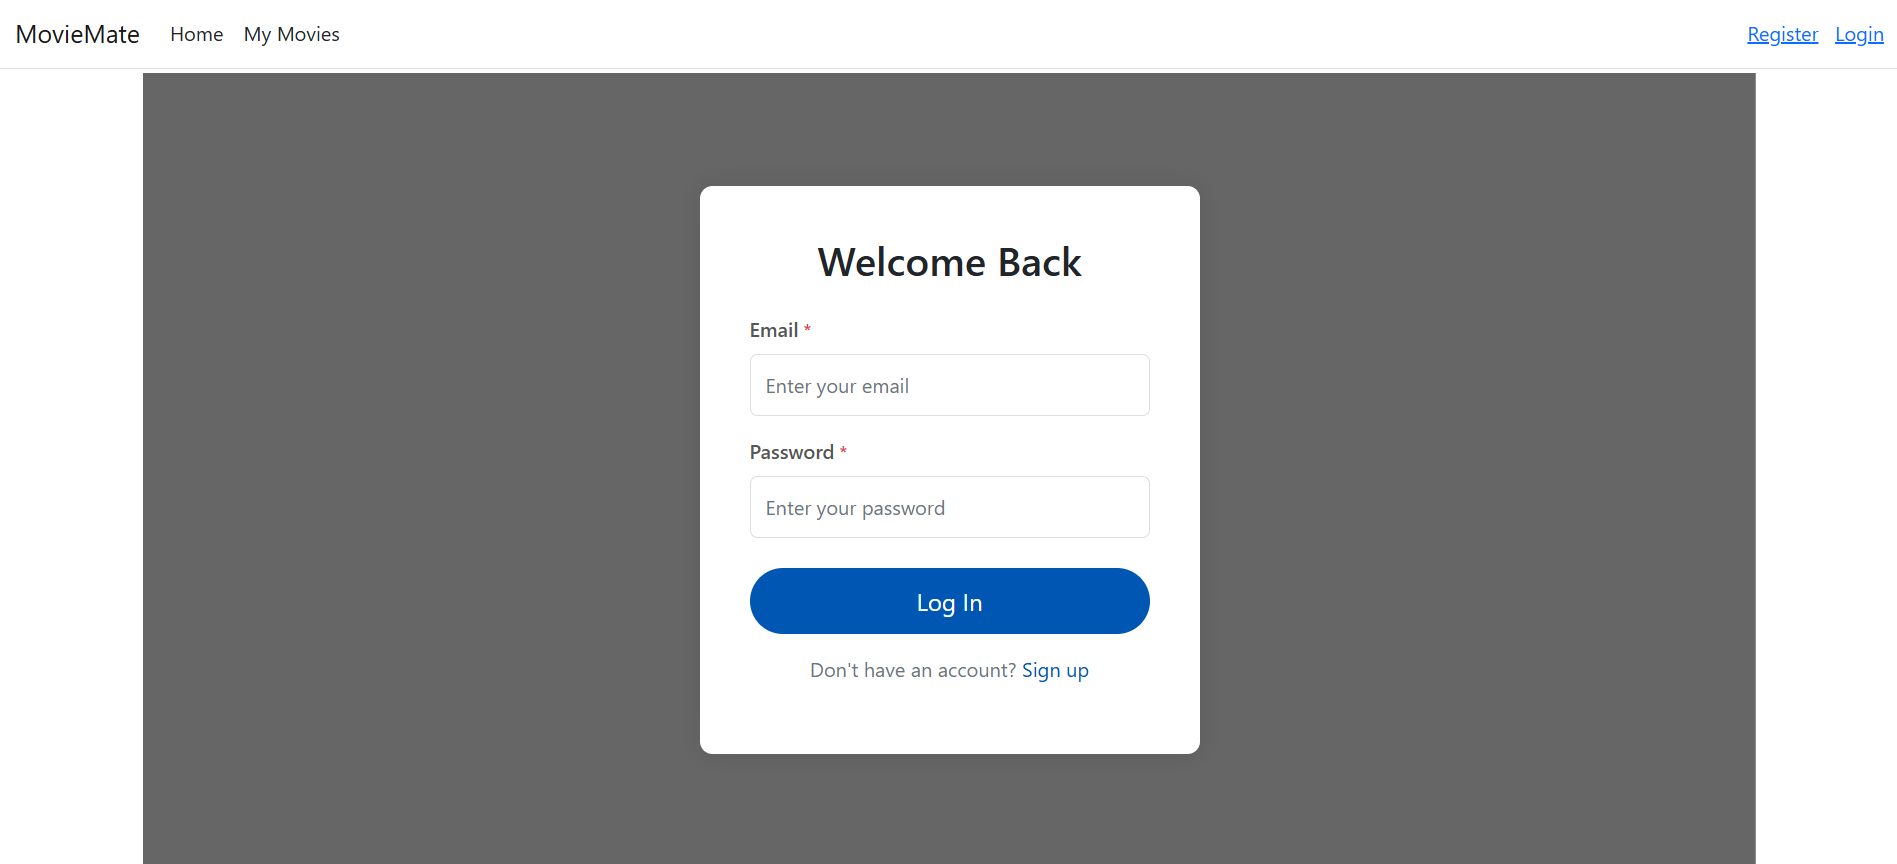 MovieMate Home My Movies Register Login
Welcome Back
Email *
Enter your email
Password *
Enter your password
Log In
Don't have an account? Sign up